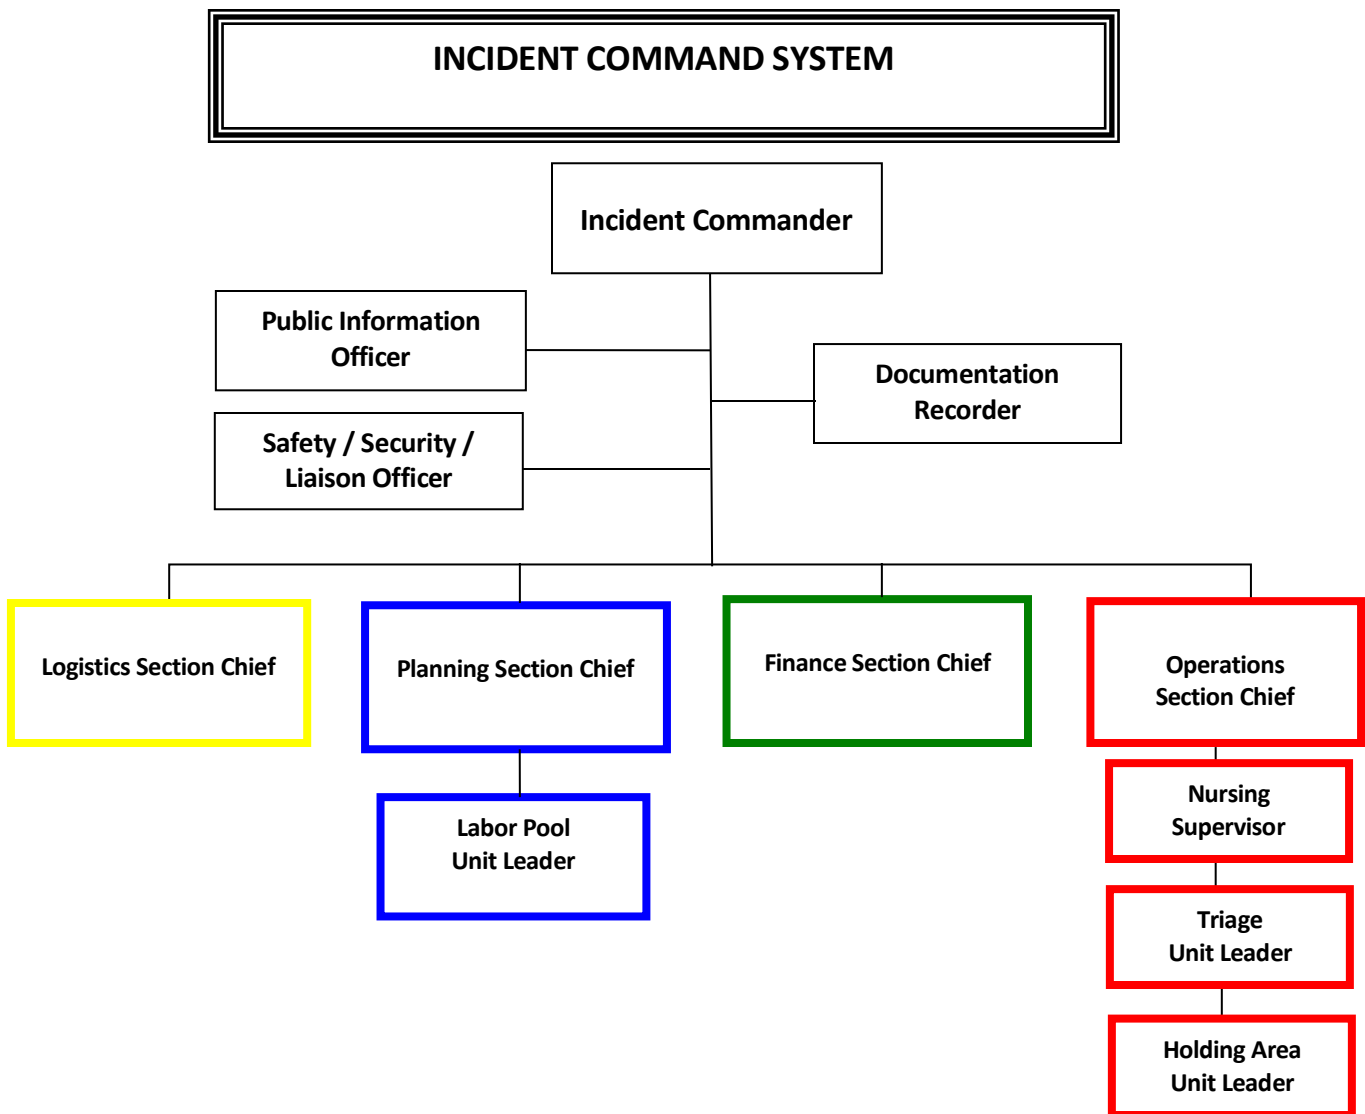 INCIDENT COMMAND SYSTEM
Incident Commander
Public Information
Officer
Documentation
Recorder
Safety / Security /
Liaison Officer
Logistics Section Chief
Planning Section Chief
Finance Section Chief
Operations
Section Chief
Labor Pool
Unit Leader
Nursing
Supervisor
Triage
Unit Leader
Holding Area
Unit Leader